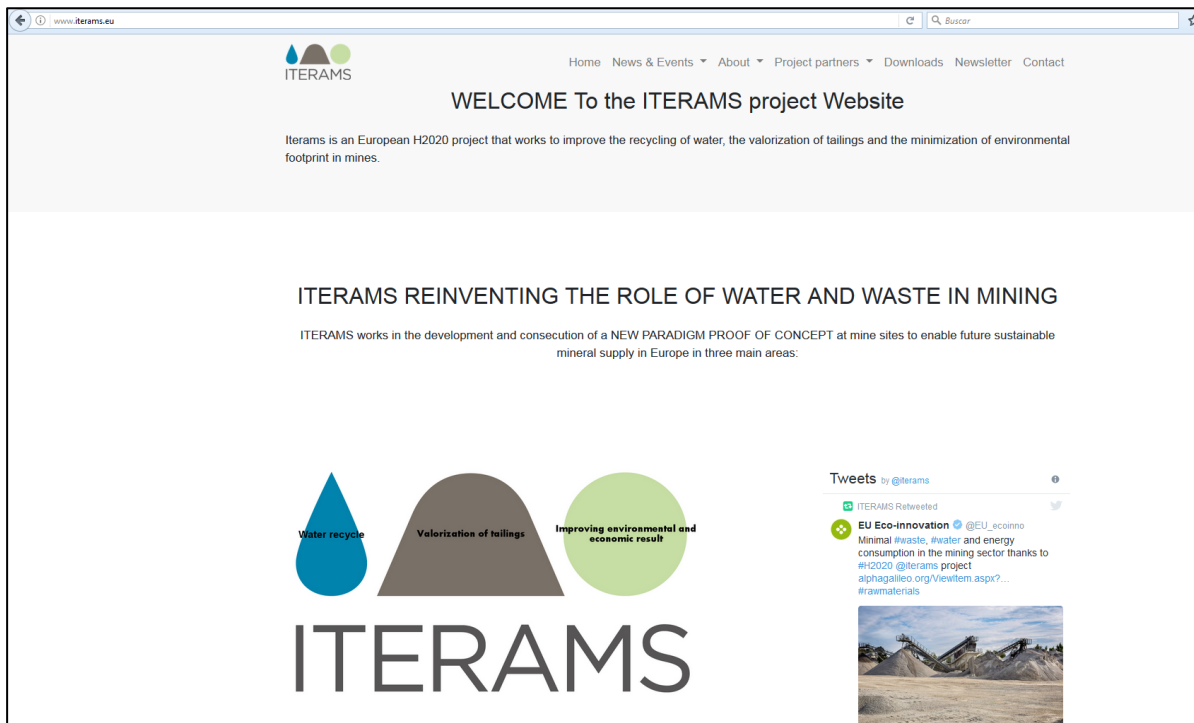 www.iterams.eu
Buscar
ITERAMS
Home News & Events About Project partners Downloads Newsletter Contact
WELCOME To the ITERAMS project Website
Iterams is an European H2020 project that works to improve the recycling of water, the valorization of tailings and the minimization of environmental
footprint in mines.
ITERAMS REINVENTING THE ROLE OF WATER AND WASTE IN MINING
ITERAMS works in the development and consecution of a NEW PARADIGM PROOF OF CONCEPT at mine sites to enable future sustainable
mineral supply in Europe in three main areas:
Water recycle
Valorization of tailings
Improving environmental and
economic result
ITERAMS
Tweets by @iterams
ITERAMS Retweeted
EU Eco-innovation @EU_ecoinno
Minimal #waste, #water and energy
consumption in the mining sector thanks to
#H2020 @iterams project
alphagalileo.org/ViewItem.aspx?…
#rawmaterials